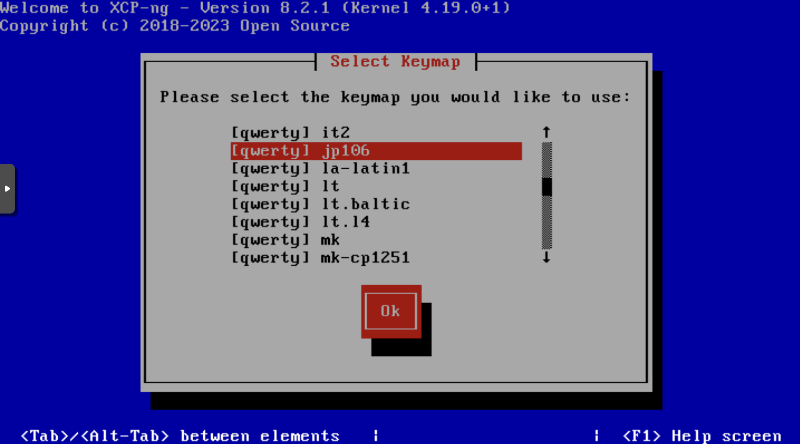 Welcome to XCP-ng - Version 8.2.1 (Kernel 4.19.0+1)
Copyright (c) 2018-2023 Open Source
Select Keymap
Please select the keymap you would like to use:
[qwerty] it2
[qwerty] jp106
[qwerty] la-latin1
[qwerty] lt
[qwerty] lt.baltic
[qwerty] lt.l4
[qwerty] mk
[qwerty] mk-cp1251
Ok
<Tab>/<Alt-Tab> between elements | | <F1> Help screen